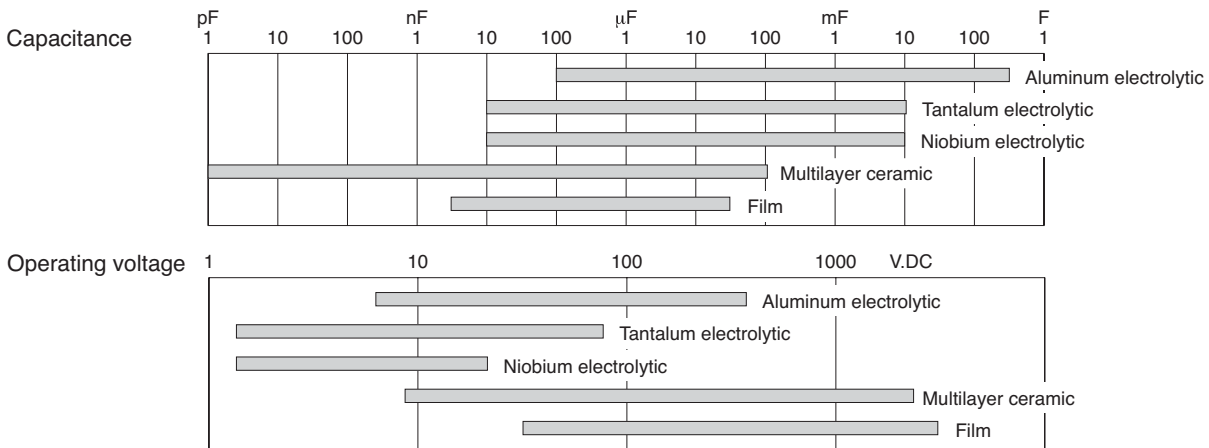 pF nF μF mF F
Capacitance 1 10 100 1 10 100 1 10 100 1 10 100 1
Aluminum electrolytic
Tantalum electrolytic
Niobium electrolytic
Multilayer ceramic
Film
Operating voltage 1 10 100 1000 V.DC
Aluminum electrolytic
Tantalum electrolytic
Niobium electrolytic
Multilayer ceramic
Film